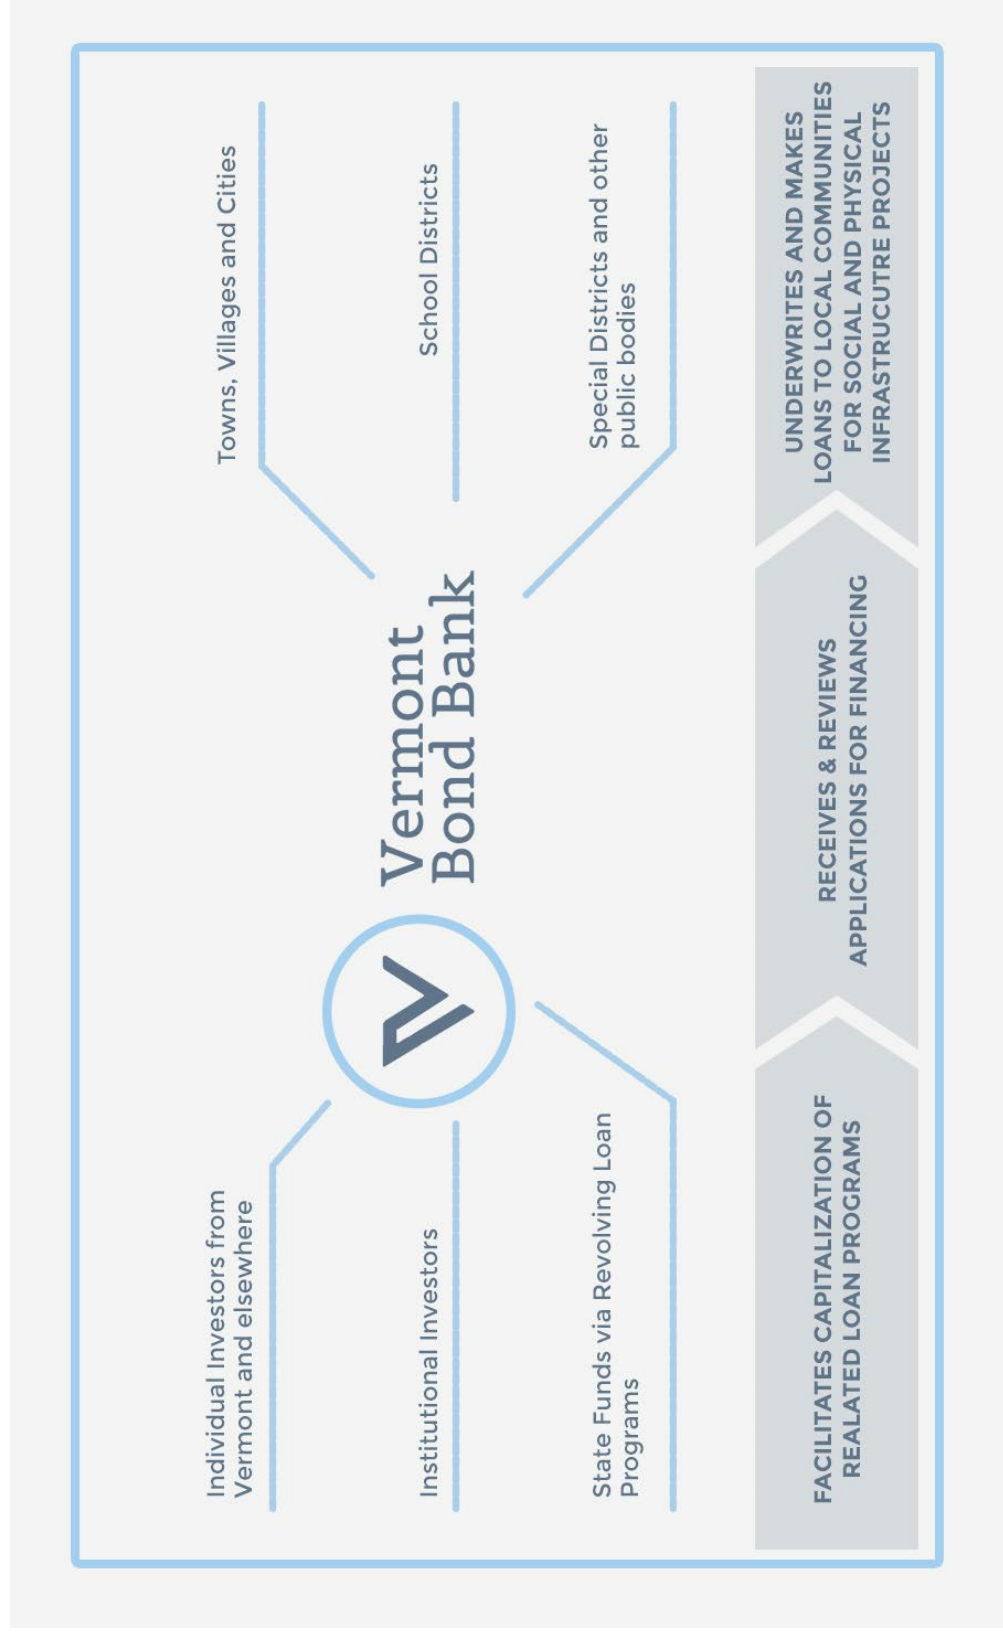 Individual Investors from
Vermont and elsewhere
Institutional Investors
State Funds via Revolving Loan
Programs
Vermont
Bond Bank
Towns, Villages and Cities
School Districts
Special Districts and other
public bodies
FACILITATES CAPITALIZATION OF
REALATED LOAN PROGRAMS
RECEIVES & REVIEWS
APPLICATIONS FOR FINANCING
UNDERWRITES AND MAKES
LOANS TO LOCAL COMMUNITIES
FOR SOCIAL AND PHYSICAL
INFRASTRUCUTRE PROJECTS